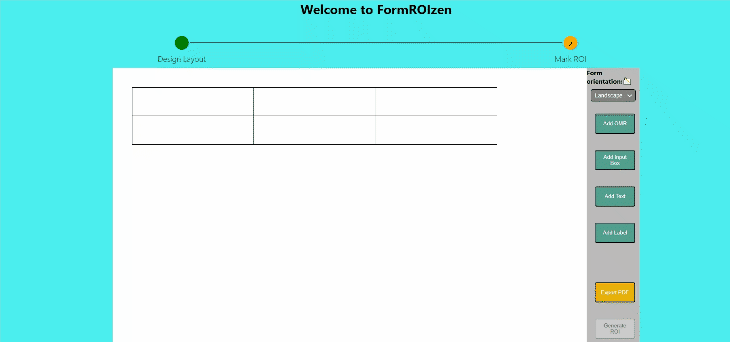 Welcome to FormROIzen
Design Layout
2
Mark ROI
Form
orientation:
Landscape
Add OMR
Add Input
Box
Add Text
Add Label
Export PDF
Generate
ROI